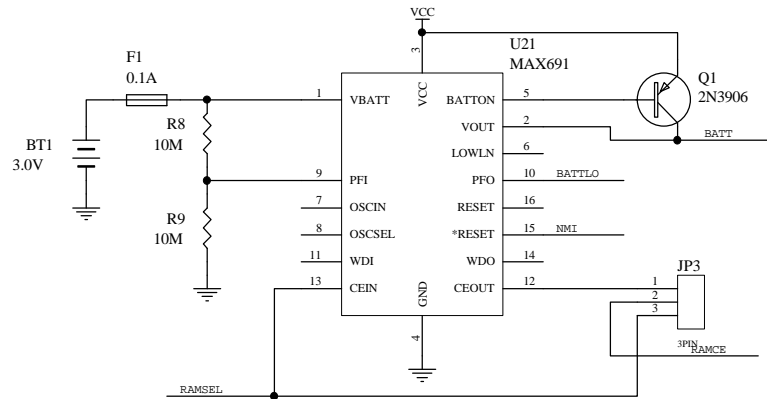 VCC
F1
0.1A
U21
MAX691
Q1
2N3906
3
1
VBATT
VCC
BATTON
5
R8
10M
VOUT
2
BATT
BT1
3.0V
LOWLN
6
9
PFI
PFO
10
BATTLO
7
OSCIN
RESET
16
R9
10M
8
OSCSEL
*RESET
15
NMI
11
WDI
WDO
14
JP3
13
CEIN
GND
CEOUT
12
1
2
3
4
3PIN
RAMCE
RAMSEL